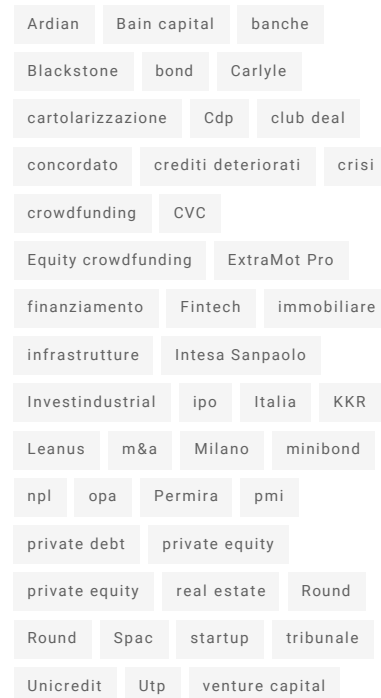 Ardian Bain capital banche
Blackstone bond Carlyle
cartolarizzazione Cdp club deal
concordato crediti deteriorati crisi
crowdfunding CVC
Equity crowdfunding ExtraMot Pro
finanziamento Fintech immobiliare
infrastrutture Intesa Sanpaolo
Investindustrial ipo Italia KKR
Leanus m&a Milano minibond
npl opa Permira pmi
private debt private equity
private equity real estate Round
Round Spac startup tribunale
Unicredit Utp venture capital